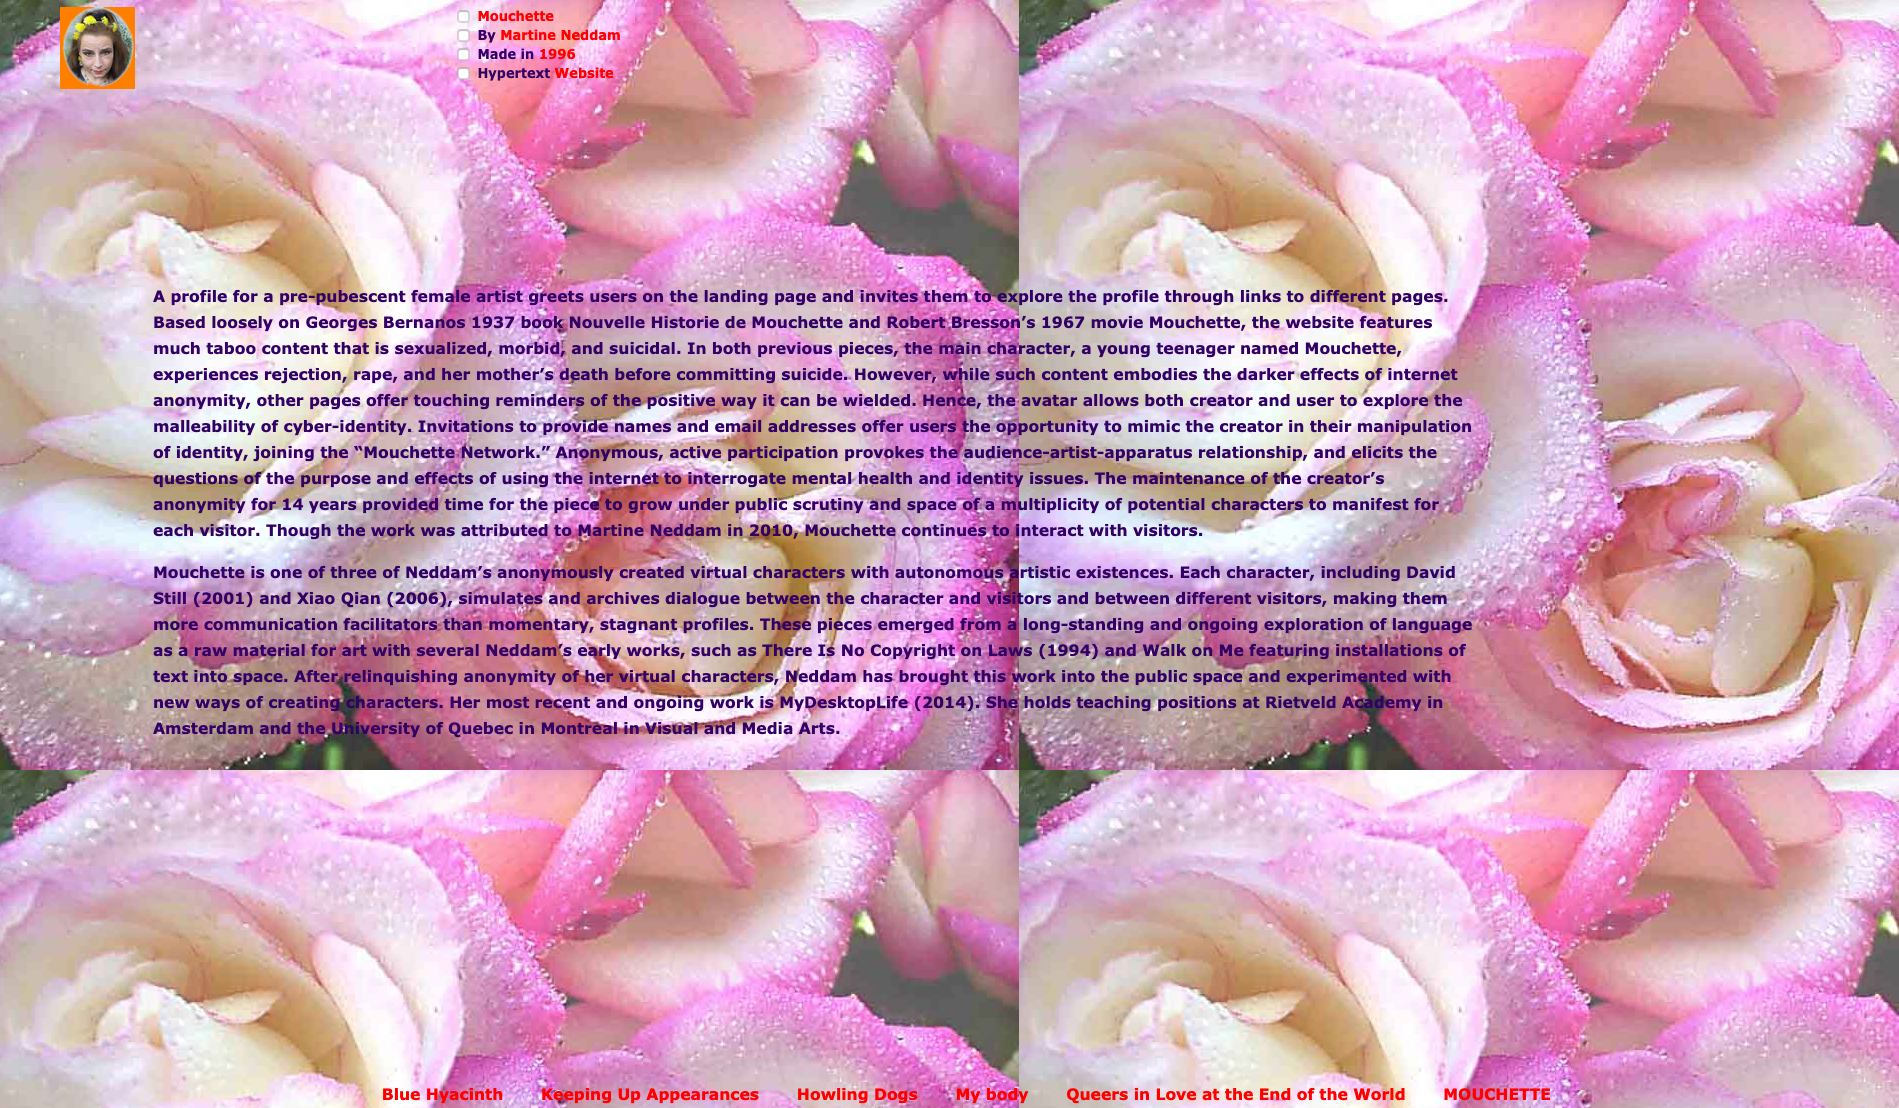 Mouchette
By Martine Neddam
Made in 1996
Hypertext Website
A profile for a pre-pubescent female artist greets users on the landing page and invites them to explore the profile through links to different pages.
Based loosely on Georges Bernanos 1937 book Nouvelle Historie de Mouchette and Robert Bresson’s 1967 movie Mouchette, the website features
much taboo content that is sexualized, morbid, and suicidal. In both previous pieces, the main character, a young teenager named Mouchette,
experiences rejection, rape, and her mother’s death before committing suicide. However, while such content embodies the darker effects of internet
anonymity, other pages offer touching reminders of the positive way it can be wielded. Hence, the avatar allows both creator and user to explore the
malleability of cyber-identity. Invitations to provide names and email addresses offer users the opportunity to mimic the creator in their manipulation
of identity, joining the “Mouchette Network.” Anonymous, active participation provokes the audience-artist-apparatus relationship, and elicits the
questions of the purpose and effects of using the internet to interrogate mental health and identity issues. The maintenance of the creator’s
anonymity for 14 years provided time for the piece to grow under public scrutiny and space of a multiplicity of potential characters to manifest for
each visitor. Though the work was attributed to Martine Neddam in 2010, Mouchette continues to interact with visitors.
Mouchette is one of three of Neddam’s anonymously created virtual characters with autonomous artistic existences. Each character, including David
Still (2001) and Xiao Qian (2006), simulates and archives dialogue between the character and visitors and between different visitors, making them
more communication facilitators than momentary, stagnant profiles. These pieces emerged from a long-standing and ongoing exploration of language
as a raw material for art with several Neddam’s early works, such as There Is No Copyright on Laws (1994) and Walk on Me featuring installations of
text into space. After relinquishing anonymity of her virtual characters, Neddam has brought this work into the public space and experimented with
new ways of creating characters. Her most recent and ongoing work is MyDesktopLife (2014). She holds teaching positions at Rietveld Academy in
Amsterdam and the University of Quebec in Montreal in Visual and Media Arts.
Blue Hyacinth Keeping Up Appearances Howling Dogs My body Queers in Love at the End of the World MOUCHETTE